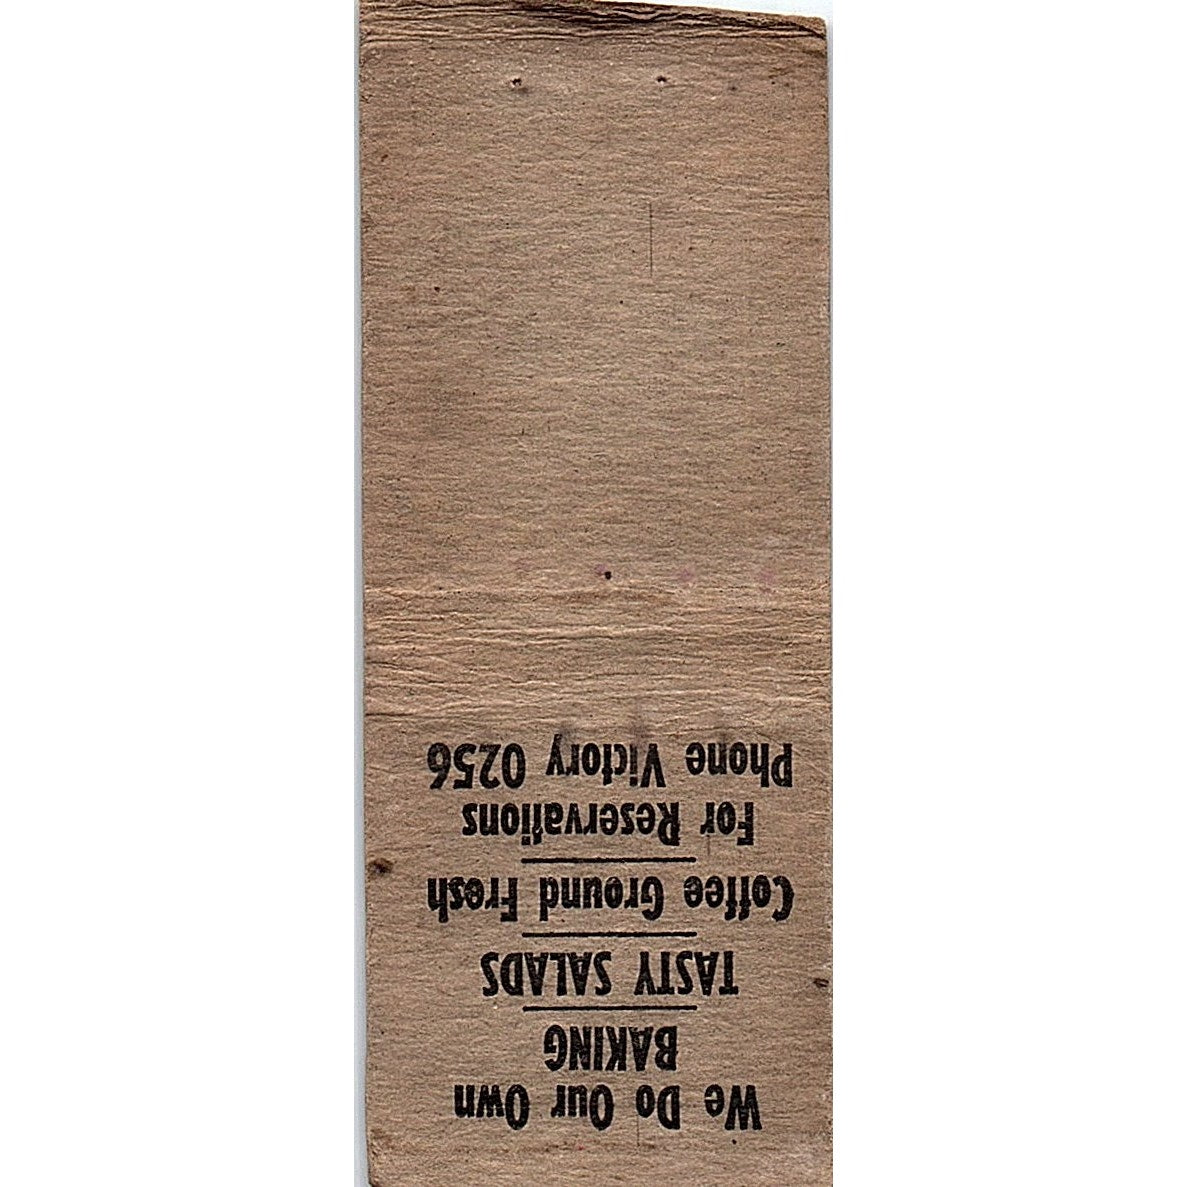 We Do Our Own
BAKING
TASTY SALADS
Coffee Ground Fresh
For Reservations
Phone Victory 0256